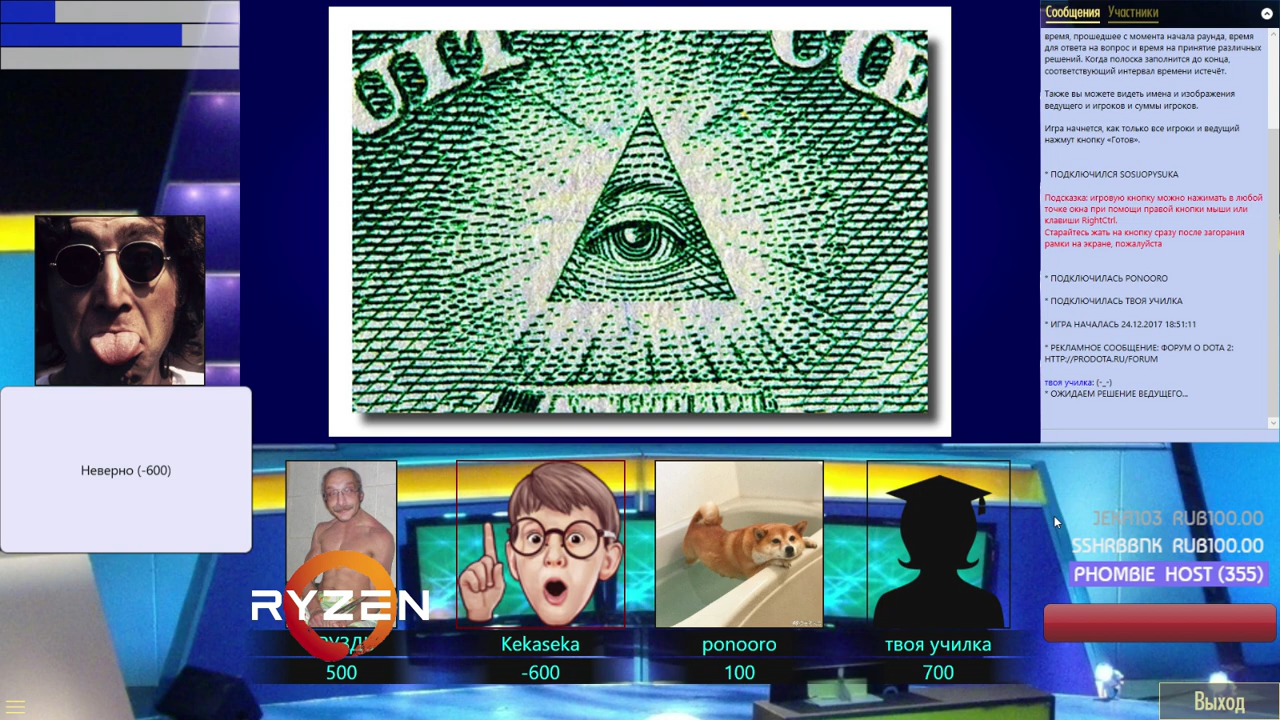 Сообщения Участники
время, прошедшее с момента начала раунда, время
для ответа на вопрос и время на принятие различных
решений. Когда полоска заполнится до конца,
соответствующий интервал времени истечёт.
Также вы можете видеть имена и изображения
ведущего и игроков и суммы игроков.
Игра начнется, как только все игроки и ведущий
нажмут кнопку «Готов».
* ПОДКЛЮЧИЛСЯ SOSIJOPYSUKA
Подсказка: игровую кнопку можно нажимать в любой
точке окна при помощи правой кнопки мыши или
клавиши RightCtrl.
Старайтесь жать на кнопку сразу после загорания
рамки на экране, пожалуйста
* ПОДКЛЮЧИЛАСЬ PONOORO
* ПОДКЛЮЧИЛАСЬ ТВОЯ УЧИЛКА
* ИГРА НАЧАЛАСЬ 24.12.2017 18:51:11
* РЕКЛАМНОЕ СООБЩЕНИЕ: ФОРУМ О DOTA 2:
HTTP://PRODOTA.RU/FORUM
твоя училка: (-_-)
* ОЖИДАЕМ РЕШЕНИЕ ВЕДУЩЕГО...
Неверно (-600)
RUB100.00
RUB100.00
PHOMBIE HOST (355)
RYZEN
Kekaseka
ponooro
твоя училка
500
-600
100
700
Выход